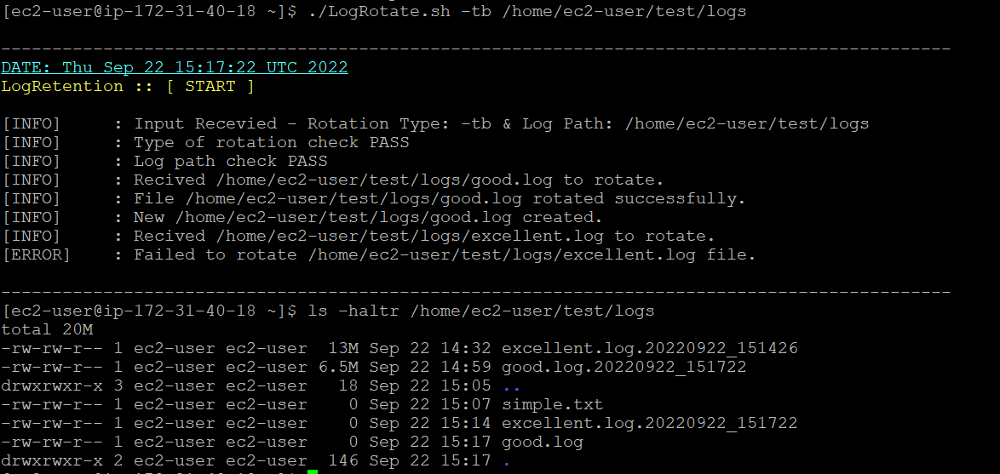 [ec2-user@ip-172-31-40-18 ~]$ ./LogRotate.sh -tb /home/ec2-user/test/logs
---------------------------------------------------------------------------------------------
DATE: Thu Sep 22 15:17:22 UTC 2022
LogRetention :: [ START ]
[INFO]     : Input Recevied - Rotation Type: -tb & Log Path: /home/ec2-user/test/logs
[INFO]     : Type of rotation check PASS
[INFO]     : Log path check PASS
[INFO]     : Recived /home/ec2-user/test/logs/good.log to rotate.
[INFO]     : File /home/ec2-user/test/logs/good.log rotated successfully.
[INFO]     : New /home/ec2-user/test/logs/good.log created.
[INFO]     : Recived /home/ec2-user/test/logs/excellent.log to rotate.
[ERROR]    : Failed to rotate /home/ec2-user/test/logs/excellent.log file.
---------------------------------------------------------------------------------------------
[ec2-user@ip-172-31-40-18 ~]$ ls -haltr /home/ec2-user/test/logs
total 20M
-rw-rw-r-- 1 ec2-user ec2-user  13M Sep 22 14:32 excellent.log.20220922_151426
-rw-rw-r-- 1 ec2-user ec2-user 6.5M Sep 22 14:59 good.log.20220922_151722
drwxrwxr-x 3 ec2-user ec2-user   18 Sep 22 15:05 ..
-rw-rw-r-- 1 ec2-user ec2-user    0 Sep 22 15:07 simple.txt
-rw-rw-r-- 1 ec2-user ec2-user    0 Sep 22 15:14 excellent.log.20220922_151722
-rw-rw-r-- 1 ec2-user ec2-user    0 Sep 22 15:17 good.log
drwxrwxr-x 2 ec2-user ec2-user  146 Sep 22 15:17 .